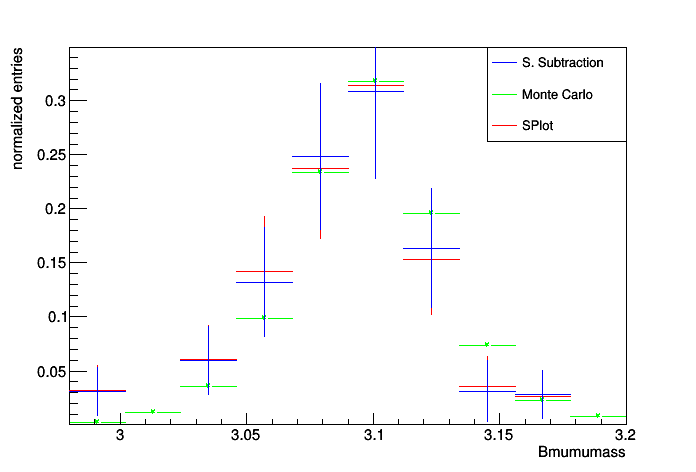 normalized entries
S. Subtraction
Monte Carlo
SPlot
0.3
0.25
0.2
0.15
0.1
0.05
3
3.05
3.1
3.15
3.2
Bmumumass